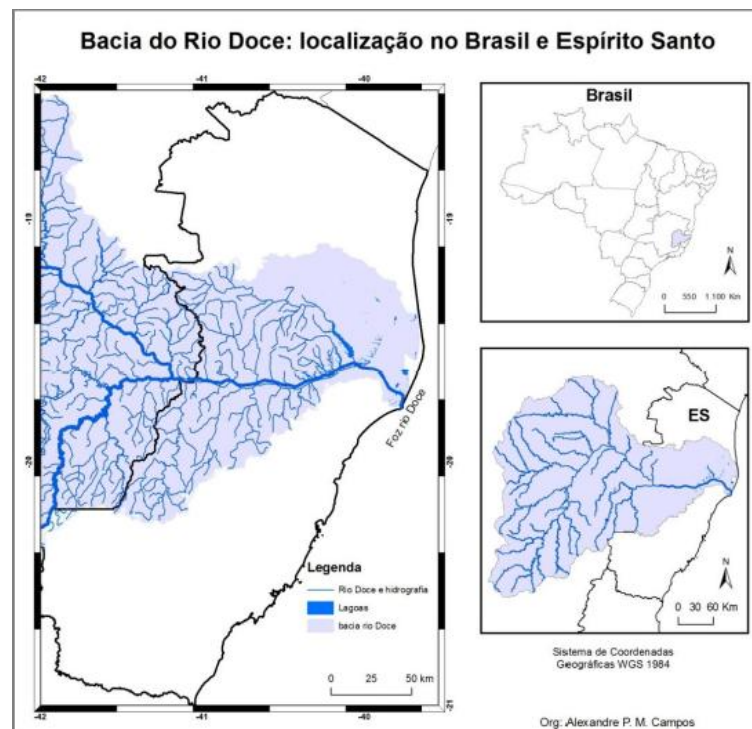 Bacia do Rio Doce: localização no Brasil e Espírito Santo
-42
-41
-40
-19
-20
-21
-19
-20
Foz rio Doce
Legenda
Rio Doce e hidrografia
Lagoas
bacia rio Doce
0 25 50 km
-42
-41
-40
Brasil
N
0 550 1.100 Km
ES
N
0 30 60 Km
Sistema de Coordenadas
Geográficas WGS 1984
Org: Alexandre P. M. Campos